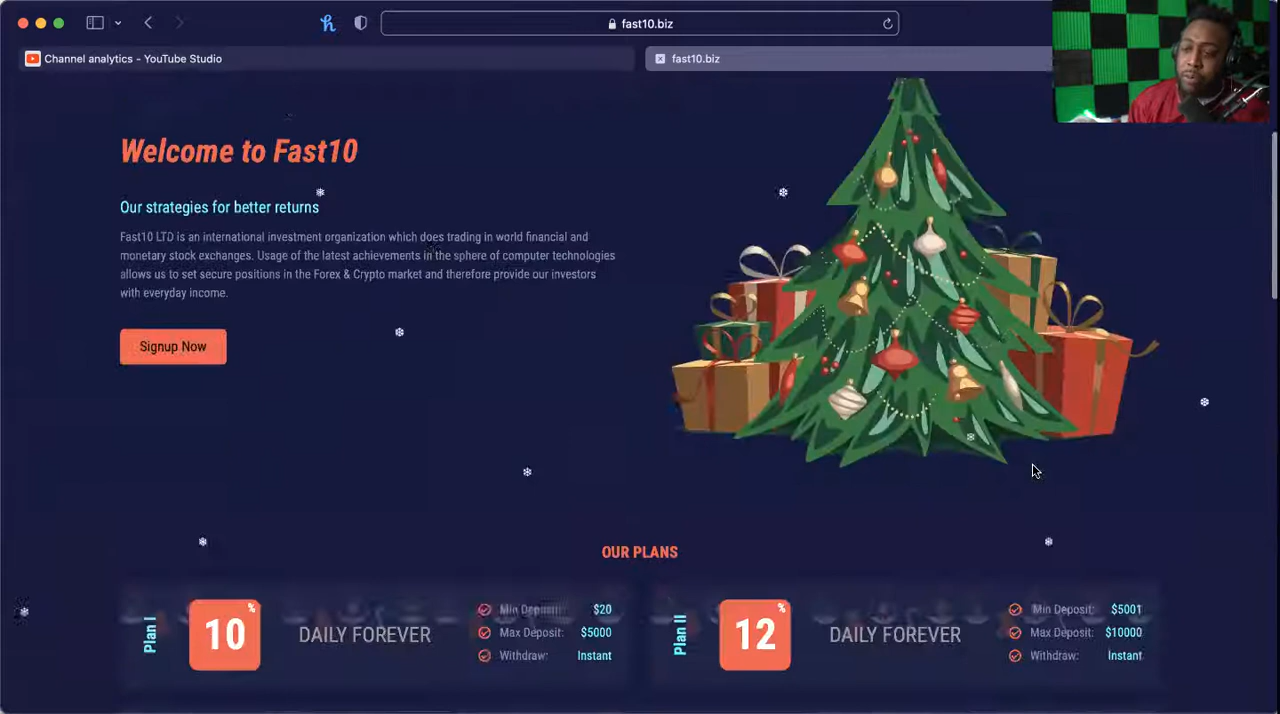 fast10.biz
Channel analytics - YouTube Studio
fast10.biz
Welcome to Fast10
Our strategies for better returns
Fast10 LTD is an international investment organization which does trading in world financial and
monetary stock exchanges. Usage of the latest achievements in the sphere of computer technologies
allows us to set secure positions in the Forex & Crypto market and therefore provide our investors
with everyday income.
Signup Now
OUR PLANS
Plan I
10 %
DAILY FOREVER
Min Deposit: $20
Max Deposit: $5000
Withdraw: Instant
Plan II
12 %
DAILY FOREVER
Min Deposit: $5001
Max Deposit: $10000
Withdraw: Instant